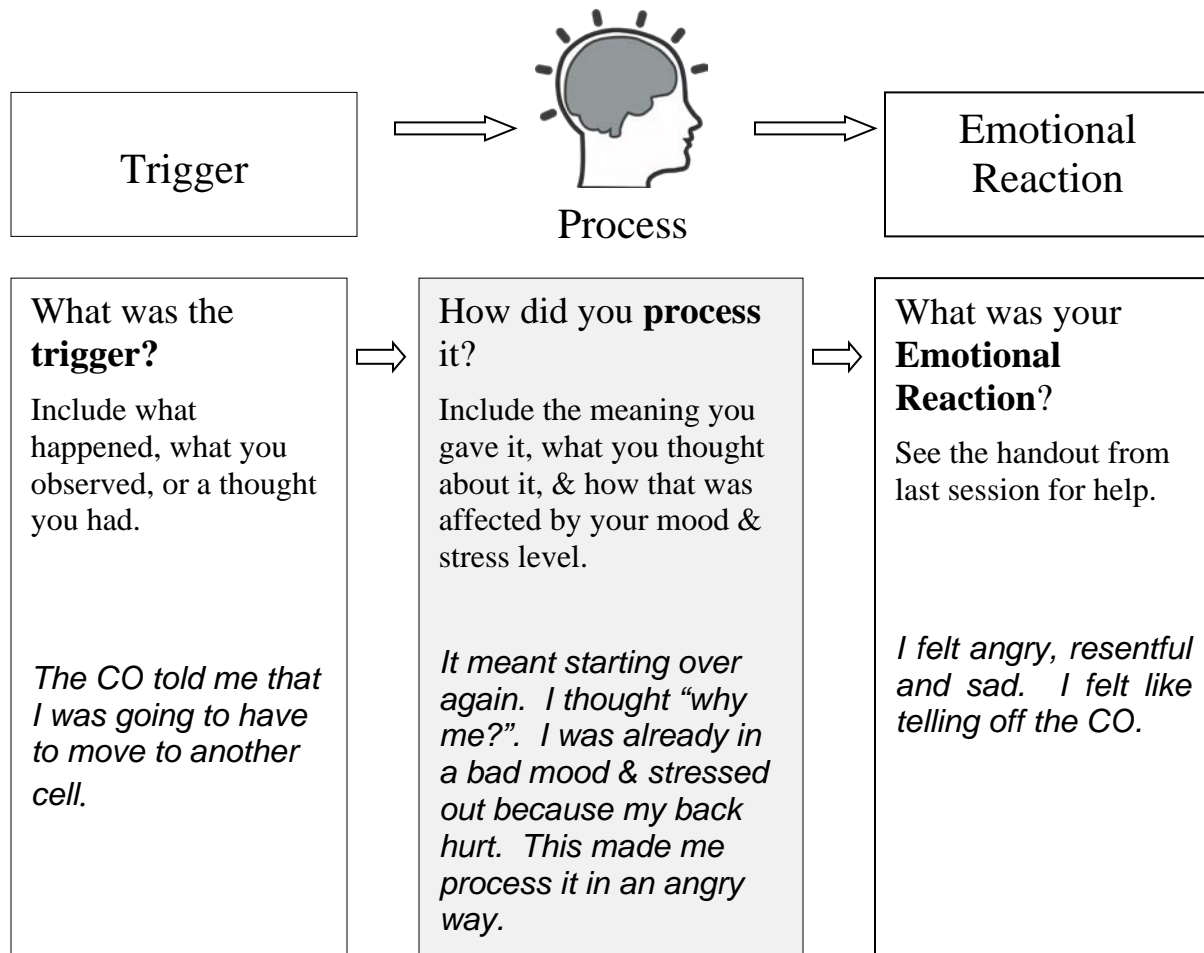 Trigger
Process
Emotional
Reaction
What was the
trigger?
Include what
happened, what you
observed, or a thought
you had.
The CO told me that
I was going to have
to move to another
cell.
How did you process
it?
Include the meaning you
gave it, what you thought
about it, & how that was
affected by your mood &
stress level.
It meant starting over
again. I thought “why
me?”. I was already in
a bad mood & stressed
out because my back
hurt. This made me
process it in an angry
way.
What was your
Emotional
Reaction?
See the handout from
last session for help.
I felt angry, resentful
and sad. I felt like
telling off the CO.